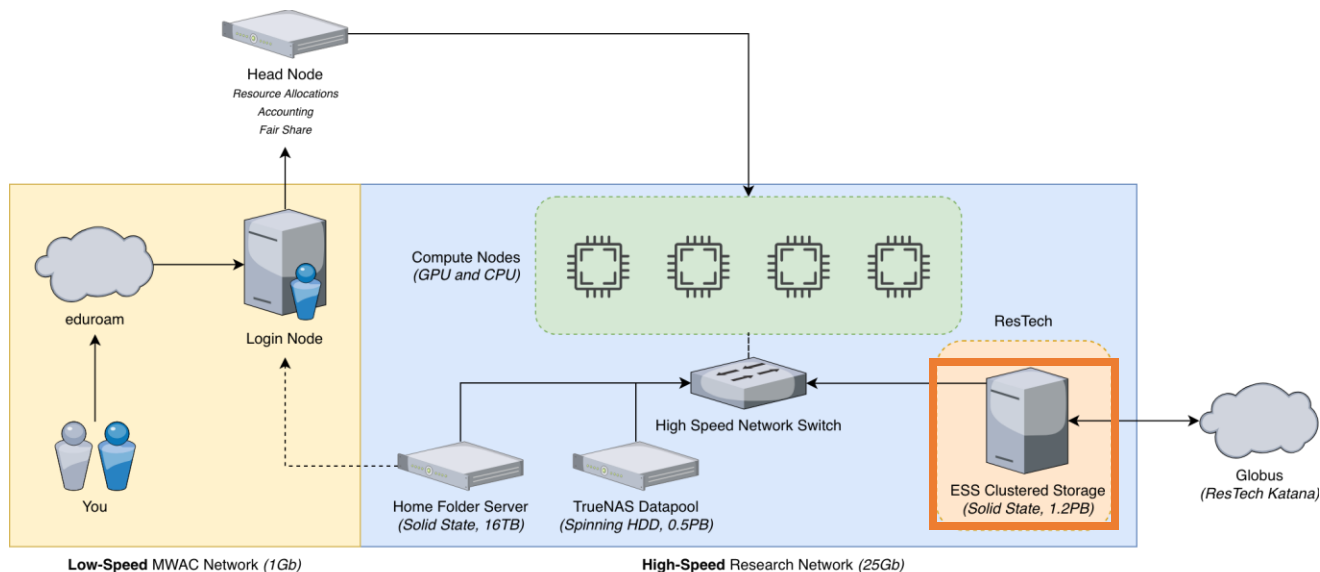 Head Node
Resource Allocations
Accounting
Fair Share
Compute Nodes
(GPU and CPU)
eduroam
Login Node
ResTech
High Speed Network Switch
You
Home Folder Server
(Solid State, 16TB)
TrueNAS Datapool
(Spinning HDD, 0.5PB)
ESS Clustered Storage
(Solid State, 1.2PB)
Globus
(ResTech Katana)
Low-Speed MWAC Network (1Gb)
High-Speed Research Network (25Gb)